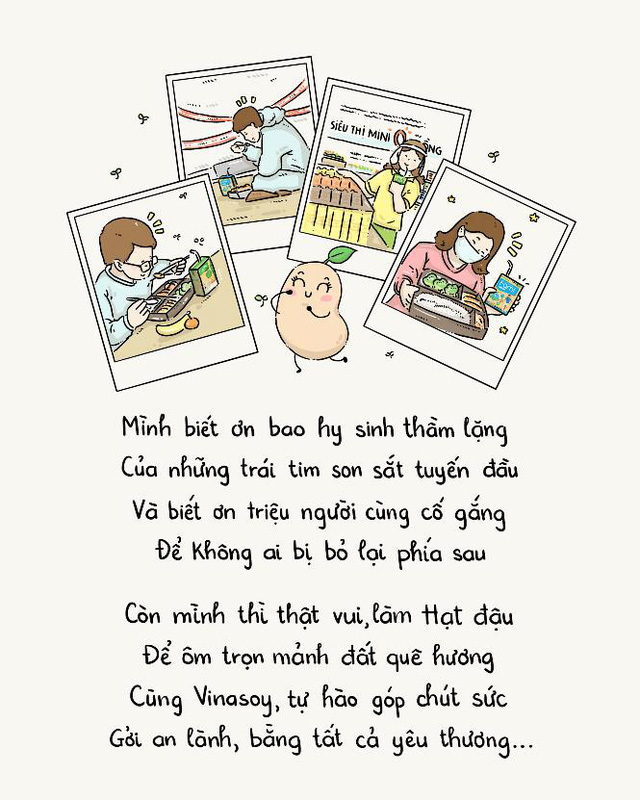 SIÊU THỊ MINI 0 ĐỒNG
Mình biết ơn bao hy sinh thầm lặng
Của những trái tim son sắt tuyến đầu
Và biết ơn triệu người cùng cố gắng
Để không ai bị bỏ lại phía sau
Còn mình thì thật vui, làm Hạt đậu
Để ôm trọn mảnh đất quê hương
Cùng Vinasoy, tự hào góp chút sức
Gởi an lành, bằng tất cả yêu thương...